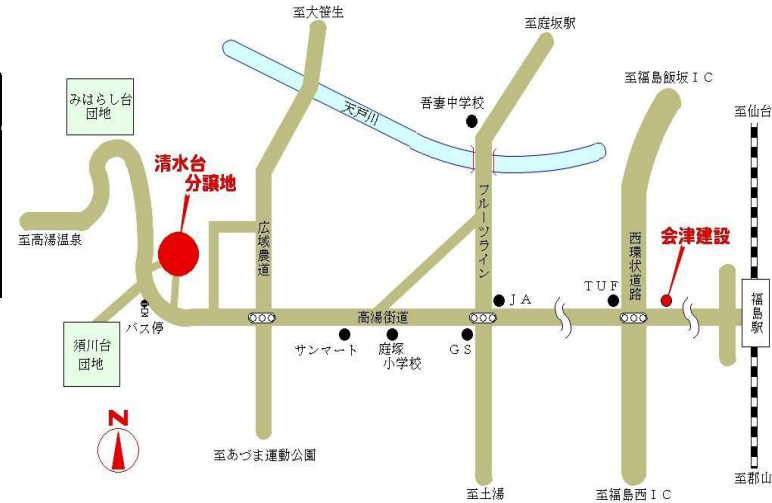 至大笹生
至庭坂駅
至福島飯坂ＩＣ
至仙台
みはらし台
団地
天戸川
吾妻中学校
清水台
分譲地
フルーツライン
広域農道
西環状道路
会津建設
至高湯温泉
バス停
高湯街道
ＪＡ
ＴＵＦ
福島駅
須川台
団地
サンマート
庭塚
小学校
ＧＳ
N
至あづま運動公園
至土湯
至福島西ＩＣ
至郡山